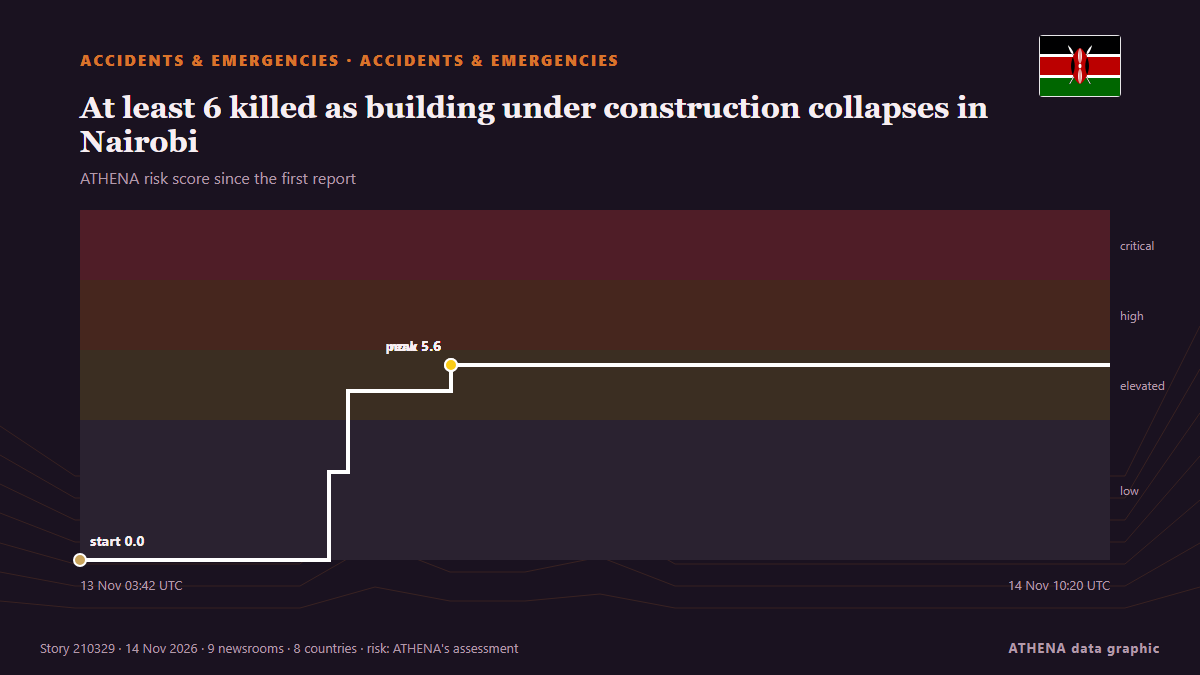 ACCIDENTS & EMERGENCIES · ACCIDENTS & EMERGENCIES
At least 6 killed as building under construction collapses in
Nairobi
ATHENA risk score since the first report
critical
high
peak 5.6
elevated
low
start 0.0
13 Nov 03:42 UTC
14 Nov 10:20 UTC
Story 210329 · 14 Nov 2026 · 9 newsrooms · 8 countries · risk: ATHENA's assessment
ATHENA data graphic